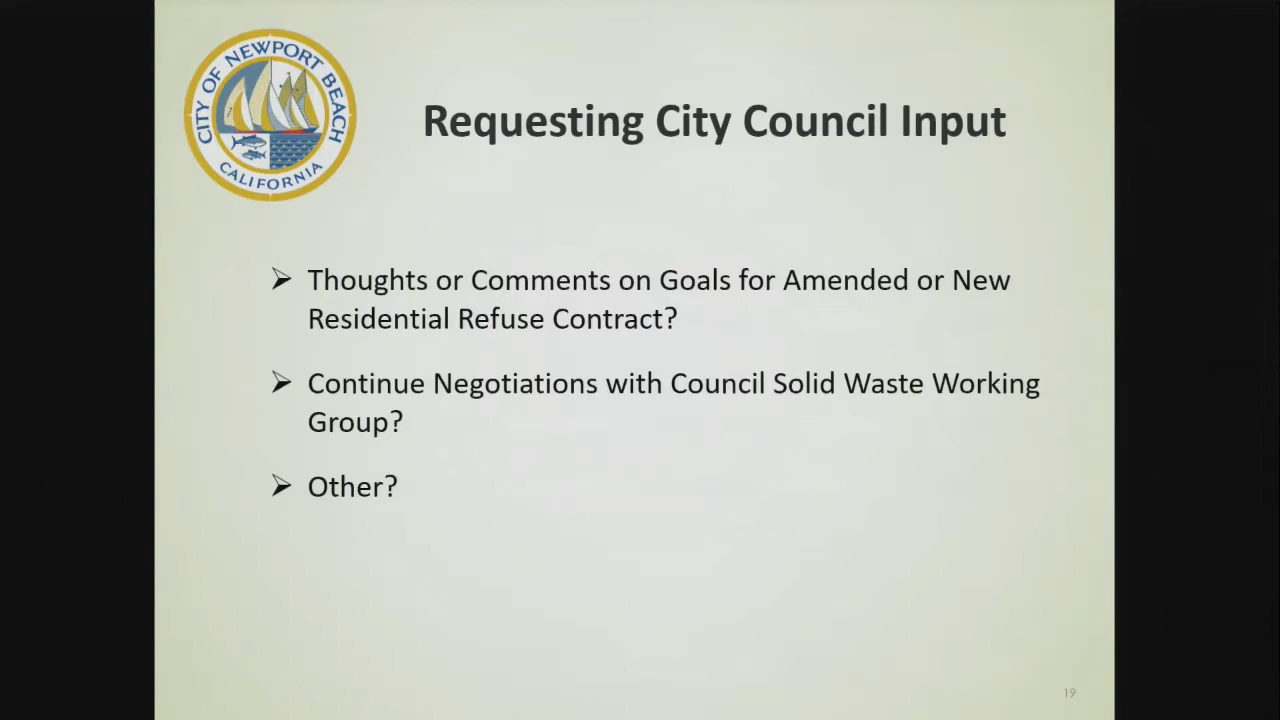 CITY OF NEWPORT BEACH
CALIFORNIA
Requesting City Council Input
➢ Thoughts or Comments on Goals for Amended or New
Residential Refuse Contract?
➢ Continue Negotiations with Council Solid Waste Working
Group?
➢ Other?
19